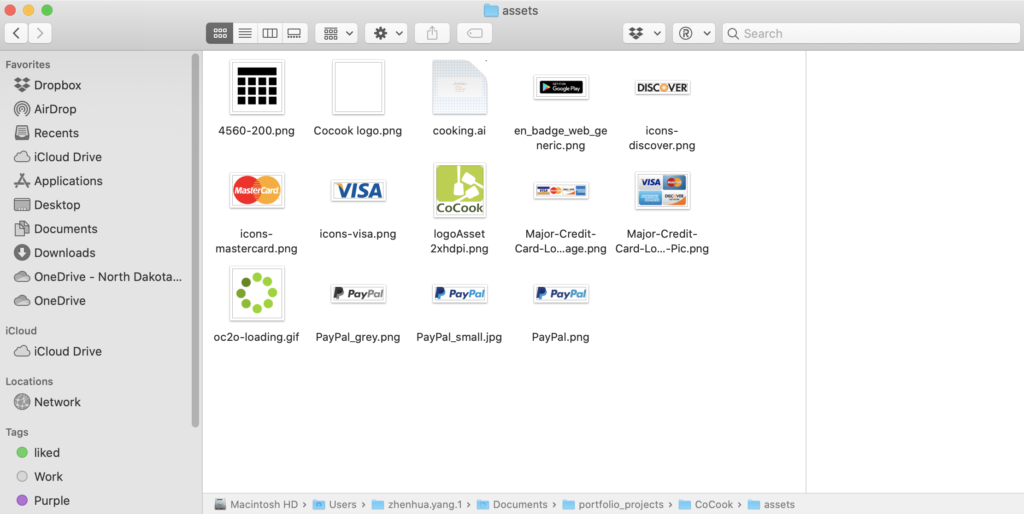 assets
Search
Favorites
Dropbox
AirDrop
Recents
iCloud Drive
Applications
Desktop
Documents
Downloads
OneDrive - North Dakota...
OneDrive
iCloud
iCloud Drive
Locations
Network
Tags
liked
Work
Purple
4560-200.png
Cocook logo.png
cooking.ai
Google Play
en_badge_web_ge
neric.png
DISCOVER
icons-
discover.png
MasterCard
icons-
mastercard.png
VISA
icons-visa.png
CoCook
logoAsset
2xhdpi.png
Major-Credit-
Card-Lo...age.png
VISA
Major-Credit-
Card-Lo...-Pic.png
oc2o-loading.gif
PayPal
PayPal_grey.png
PayPal
PayPal_small.jpg
PayPal
PayPal.png
Macintosh HD › Users › zhenhua.yang.1 › Documents › portfolio_projects › CoCook › assets